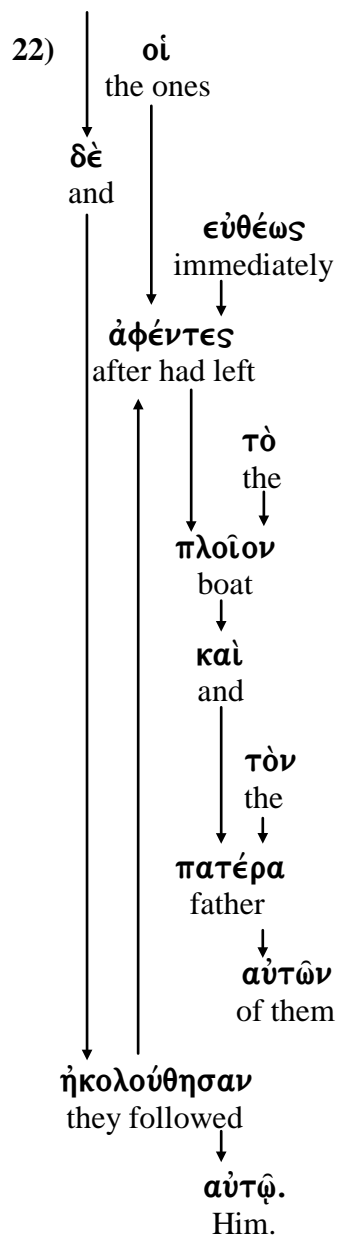 22) οἱ
the ones
δὲ
and
εὐθέως
immediately
ἀφέντες
after had left
τὸ
the
πλοῖον
boat
καὶ
and
τὸν
the
πατέρα
father
αὐτῶν
of them
ἠκολούθησαν
they followed
αὐτῷ.
Him.